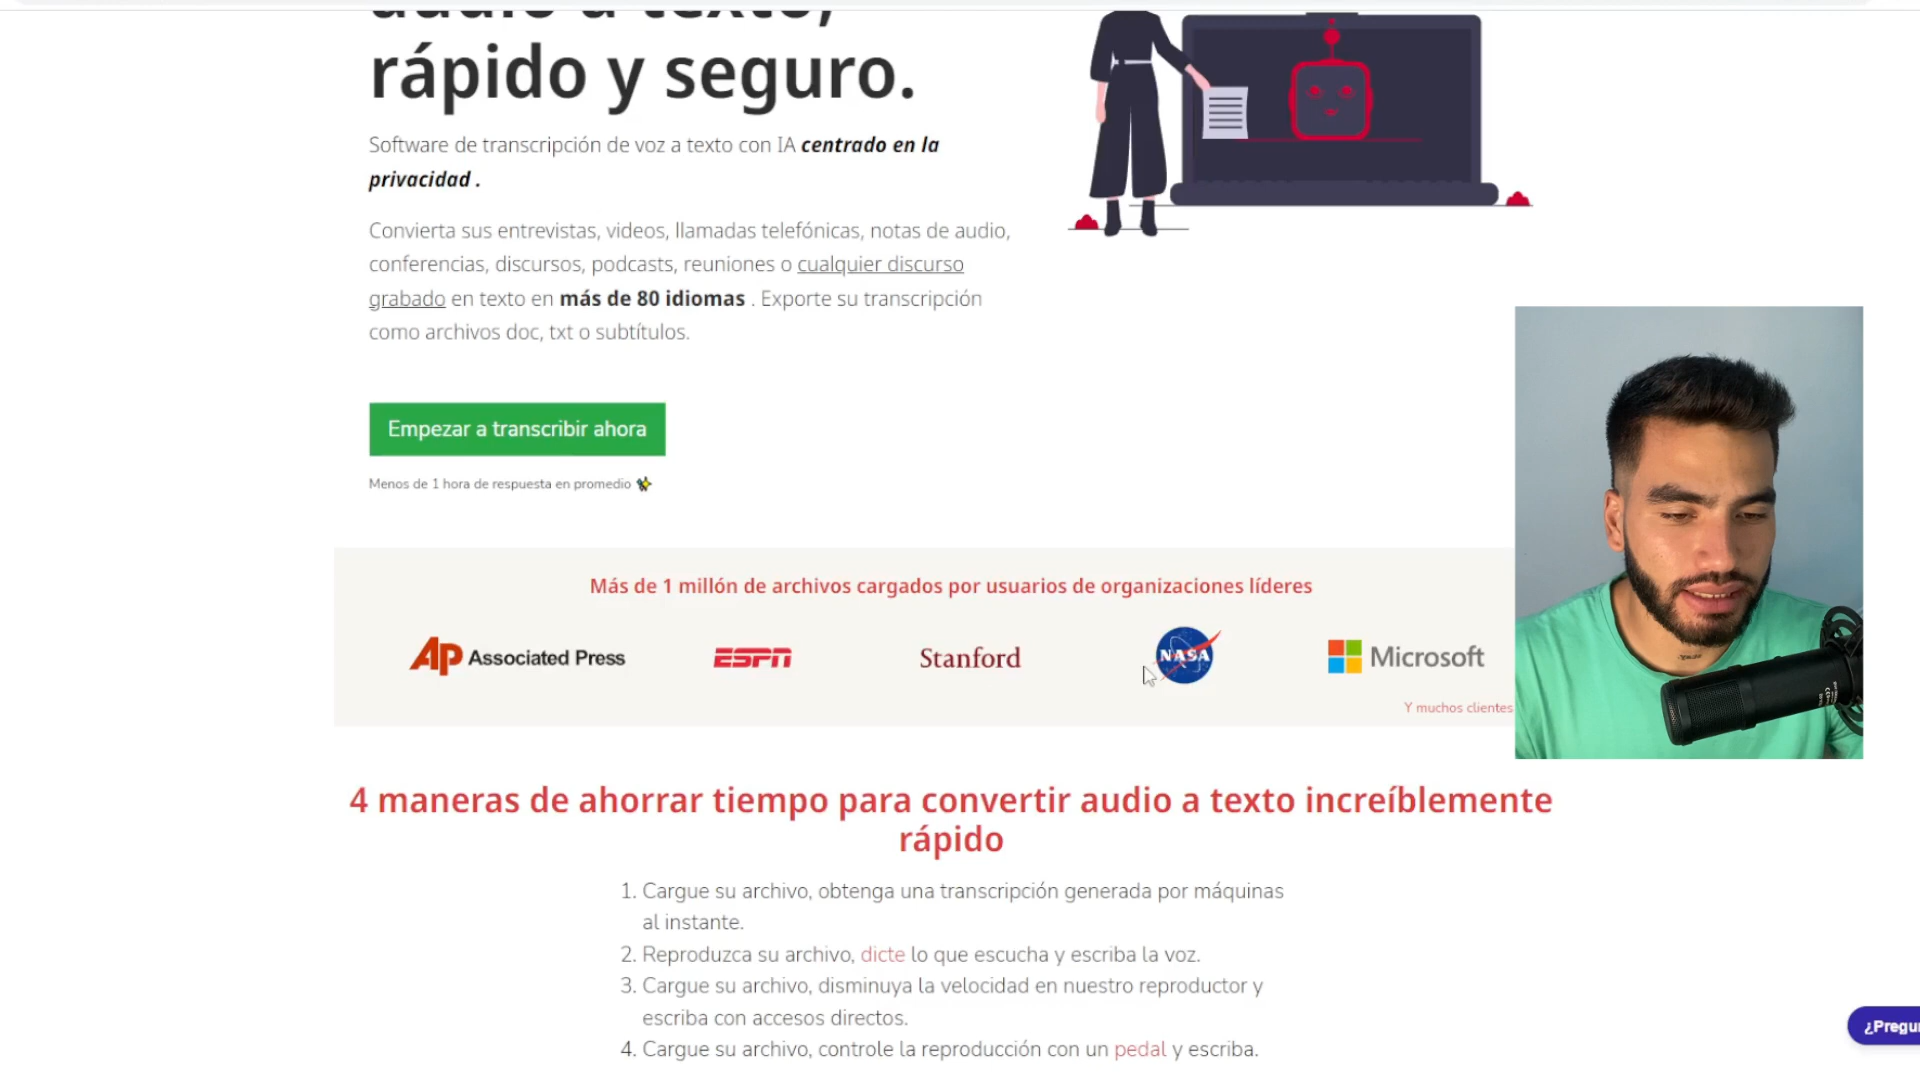 audio a texto,
rápido y seguro.
Software de transcripción de voz a texto con IA centrado en la
privacidad .
Convierta sus entrevistas, videos, llamadas telefónicas, notas de audio,
conferencias, discursos, podcasts, reuniones o cualquier discurso
grabado en texto en más de 80 idiomas . Exporte su transcripción
como archivos doc, txt o subtítulos.
Empezar a transcribir ahora
Menos de 1 hora de respuesta en promedio
Más de 1 millón de archivos cargados por usuarios de organizaciones líderes
AP Associated Press
ESPN
Stanford
NASA
Microsoft
Y muchos clientes
4 maneras de ahorrar tiempo para convertir audio a texto increíblemente
rápido
1. Cargue su archivo, obtenga una transcripción generada por máquinas
al instante.
2. Reproduzca su archivo, dicte lo que escucha y escriba la voz.
3. Cargue su archivo, disminuya la velocidad en nuestro reproductor y
escriba con accesos directos.
4. Cargue su archivo, controle la reproducción con un pedal y escriba.
¿Pregun